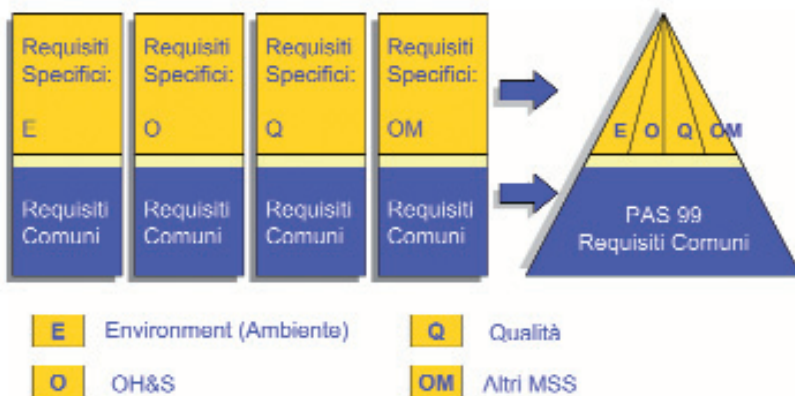 Requisiti
Specifici:
E
Requisiti
Comuni
Requisiti
Specifici:
O
Requisiti
Comuni
Requisiti
Specifici:
Q
Requisiti
Comuni
Requisiti
Specifici:
OM
Requisiti
Comuni
E O Q OM
PAS 99
Requisiti Comuni
E Environment (Ambiente)
Q Qualità
O OH&S
OM Altri MSS